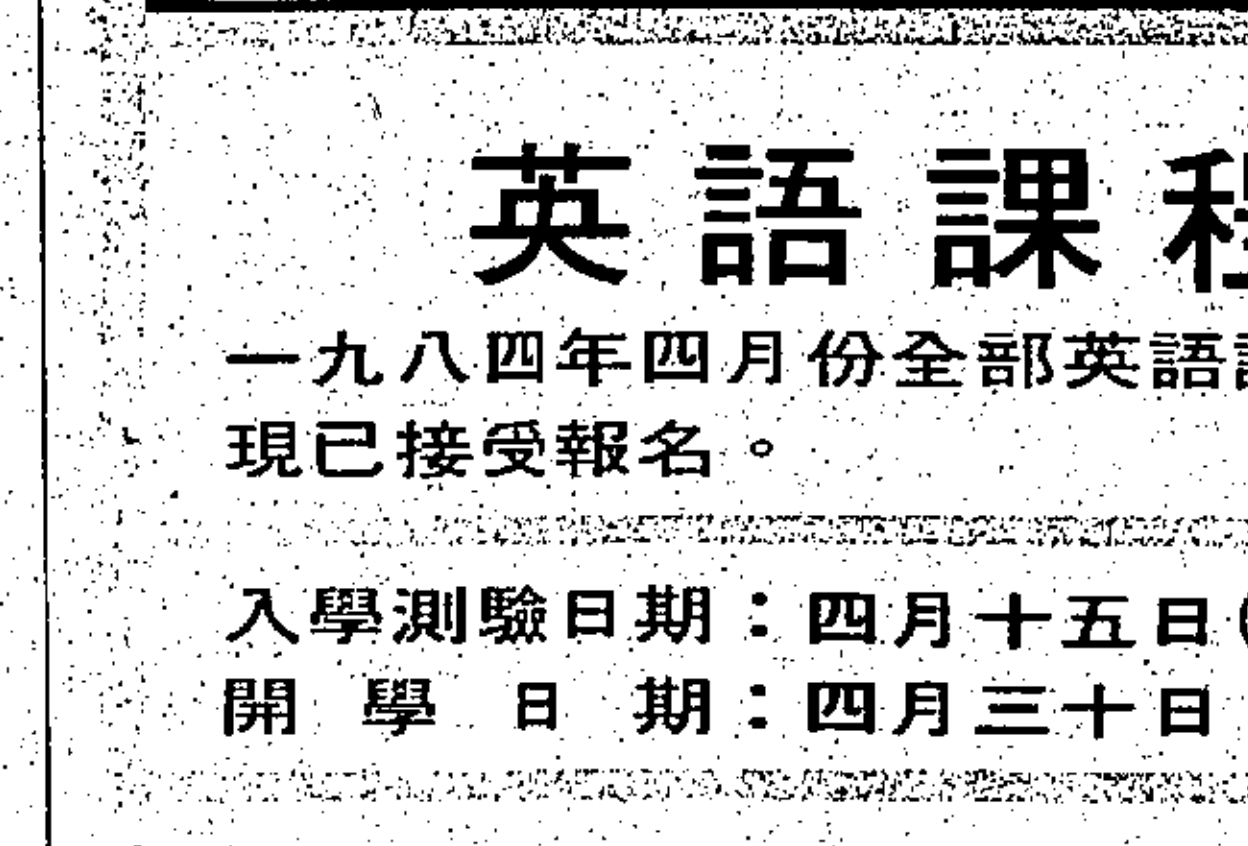 英語課程
一九八四年四月份全部英語
現已接受報名。
入學測驗日期：四月十五日(
開學日期：四月三十日